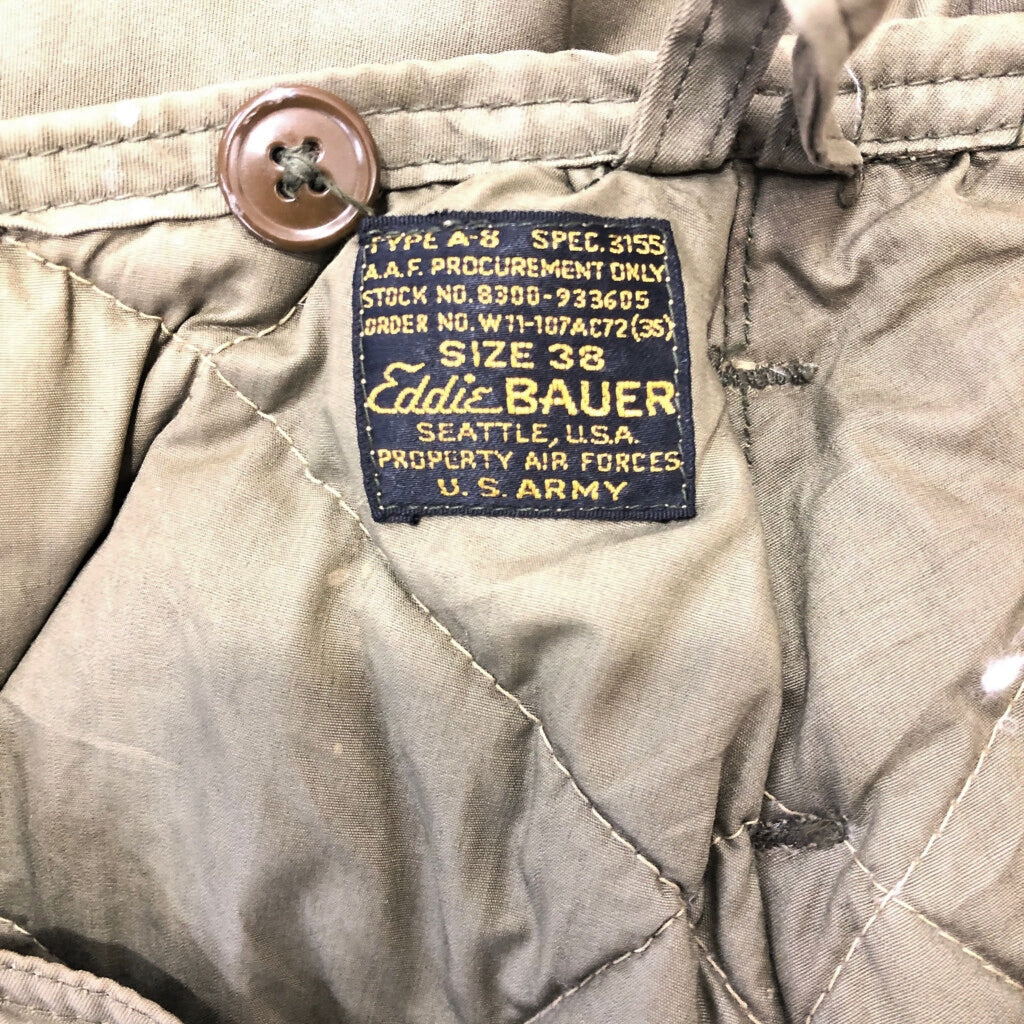 TYPE A-8 SPEC. 3155
A.A.F. PROCUREMENT ONLY
STOCK NO. 8300-933605
ORDER NO. W11-107AC72 (35)
SIZE 38
Eddie BAUER
SEATTLE, U.S.A.
PROPERTY AIR FORCES
U. S. ARMY